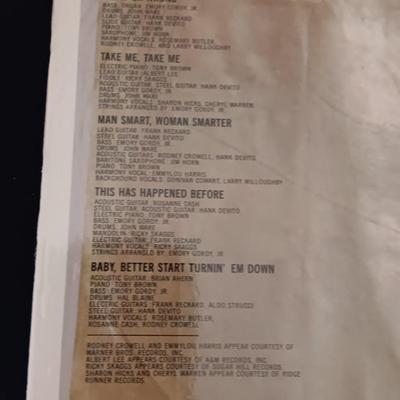 BASS: EMORY GORDY, JR.
DRUMS: JOHN WARE
LEAD GUITAR: FRANK RECKARD
SLIDE GUITAR: HANK DEVITO
PIANO: TONY BROWN
SAXOPHONE: JIM HORN
HARMONY VOCALS: ROSEMARY BUTLER,
RODNEY CROWELL, AND LARRY WILLOUGHBY
TAKE ME, TAKE ME
ELECTRIC PIANO: TONY BROWN
LEAD GUITAR: ALBERT LEE
FIDDLE: RICKY SKAGGS
ACOUSTIC GUITAR, STEEL GUITAR: HANK DEVITO
BASS: EMORY GORDY, JR.
DRUMS: JOHN WARE
HARMONY VOCALS: SHARON HICKS, CHERYL WARREN
STRINGS ARRANGED BY: EMORY GORDY, JR.
MAN SMART, WOMAN SMARTER
LEAD GUITAR: FRANK RECKARD
STEEL GUITAR: HANK DEVITO
BASS: EMORY GORDY, JR.
DRUMS: JOHN WARE
ACOUSTIC GUITARS: RODNEY CROWELL, HANK DEVITO
BARITONE SAXOPHONE: JIM HORN
PIANO: TONY BROWN
HARMONY VOCAL: EMMYLOU HARRIS
BACKGROUND VOCALS: DONIVAN COWART, LARRY WILLOUGHBY
THIS HAS HAPPENED BEFORE
ACOUSTIC GUITAR: ROSANNE CASH
STEEL GUITAR, ACOUSTIC GUITAR: HANK DEVITO
ELECTRIC PIANO: TONY BROWN
BASS: EMORY GORDY, JR.
DRUMS: JOHN WARE
MANDOLIN: RICKY SKAGGS
ELECTRIC GUITAR: FRANK RECKARD
HARMONY VOCAL: RICKY SKAGGS
STRINGS ARRANGED BY: EMORY GORDY, JR.
BABY, BETTER START TURNIN' EM DOWN
ACOUSTIC GUITAR: BRIAN AHERN
PIANO: TONY BROWN
BASS: EMORY GORDY, JR.
DRUMS: HAL BLAINE
ELECTRIC GUITARS: FRANK RECKARD, ALDO STRUCCI
STEEL GUITAR: HANK DEVITO
HARMONY VOCALS: ROSEMARY BUTLER,
ROSANNE CASH, RODNEY CROWELL
RODNEY CROWELL AND EMMYLOU HARRIS APPEAR COURTESY OF
WARNER BROS. RECORDS, INC.
ALBERT LEE APPEARS COURTESY OF A&M RECORDS, INC.
RICKY SKAGGS APPEARS COURTESY OF SUGAR HILL RECORDS.
SHARON HICKS AND CHERYL WARREN APPEAR COURTESY OF RIDGE
RUNNER RECORDS.